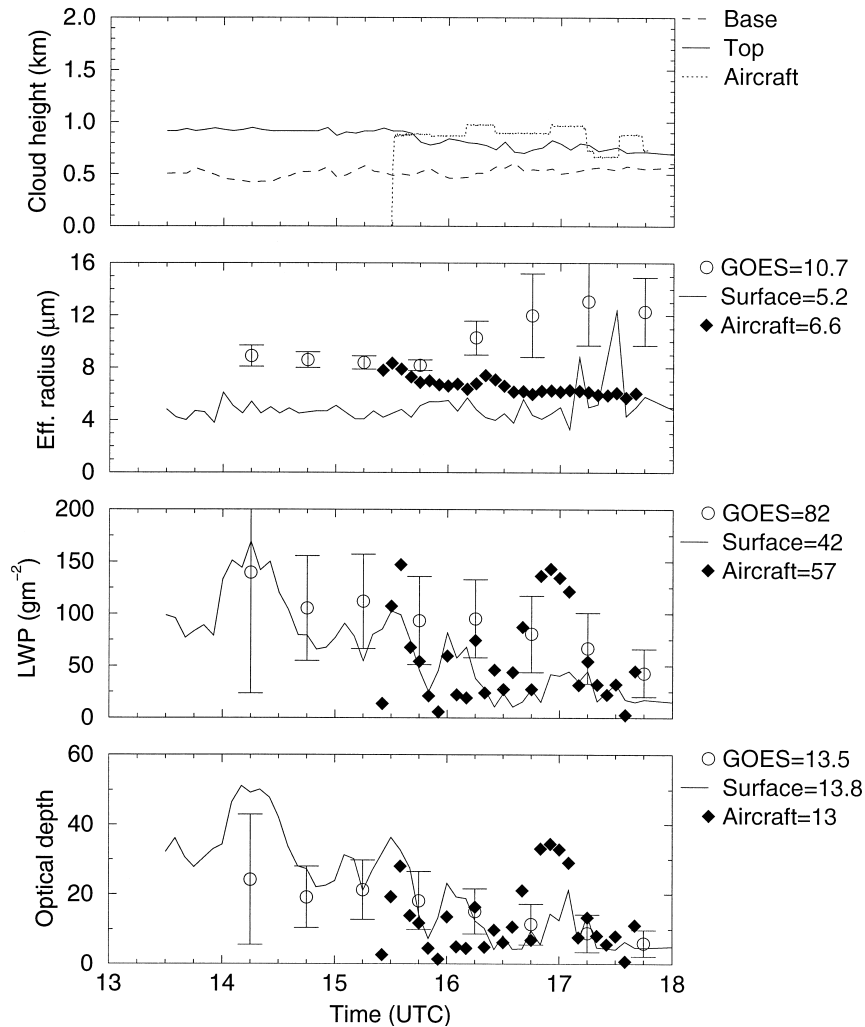 2.0
1.5
1.0
0.5
0.0
Cloud height (km)
Base
Top
Aircraft
16
12
8
4
0
Eff. radius (μm)
GOES=10.7
Surface=5.2
Aircraft=6.6
200
150
100
50
0
LWP (gm⁻²)
GOES=82
Surface=42
Aircraft=57
60
40
20
0
Optical depth
GOES=13.5
Surface=13.8
Aircraft=13
13 14 15 16 17 18
Time (UTC)